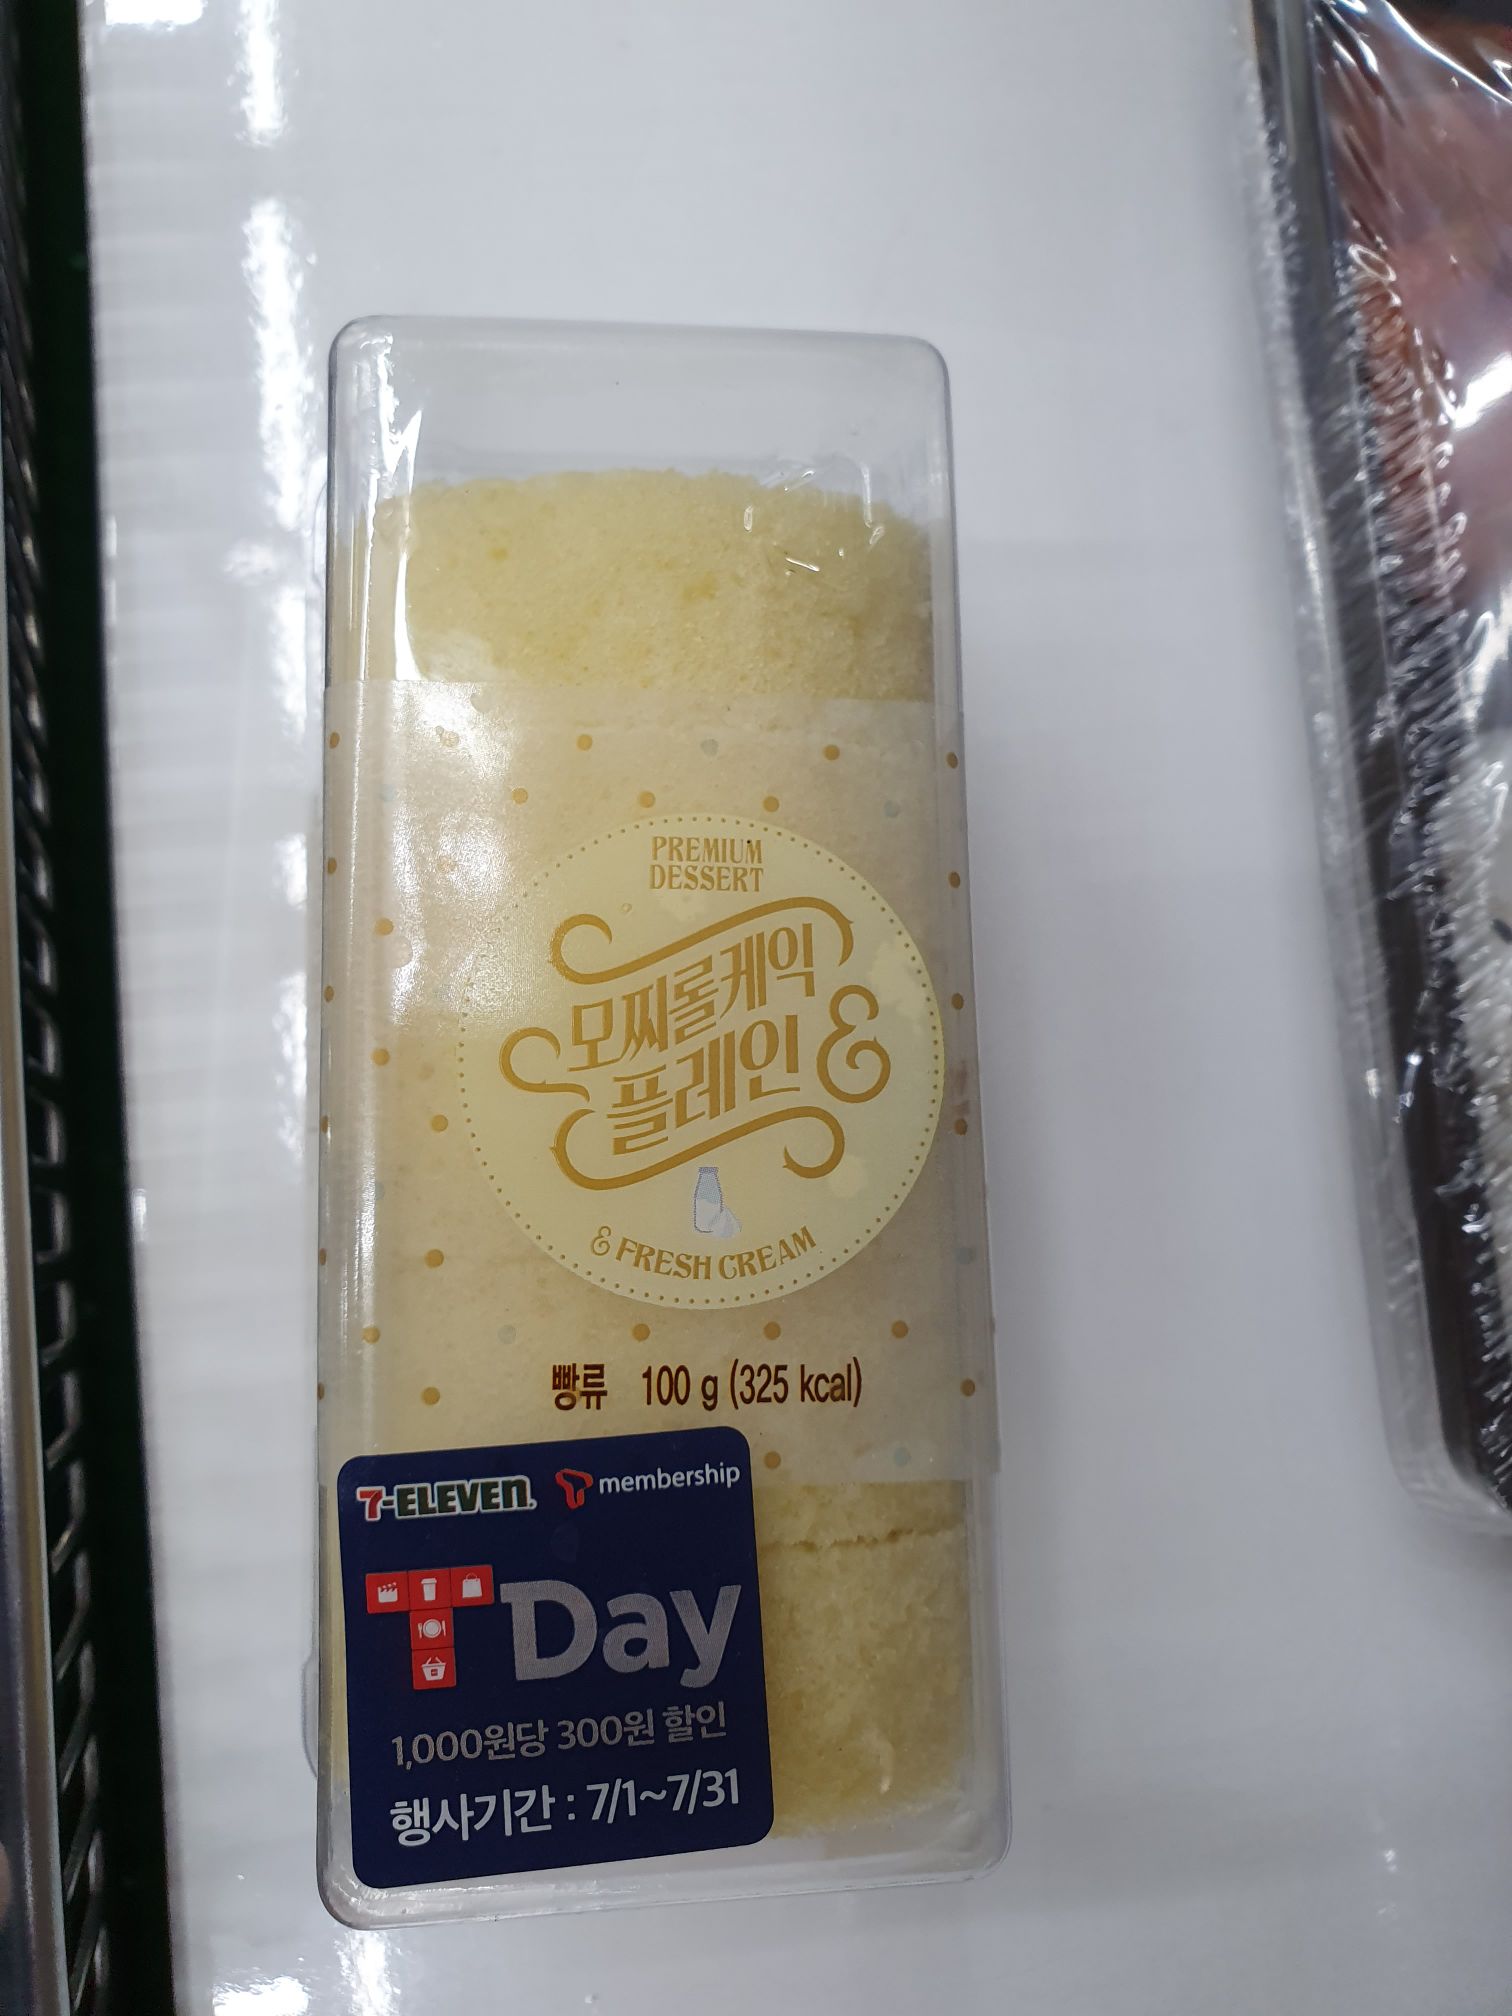 PREMIUM
DESSERT
모찌롤케익
플레인 &
& FRESH CREAM
빵류 100 g (325 kcal)
7-ELEVEN. T membership
T Day
1,000원당 300원 할인
행사기간 : 7/1~7/31